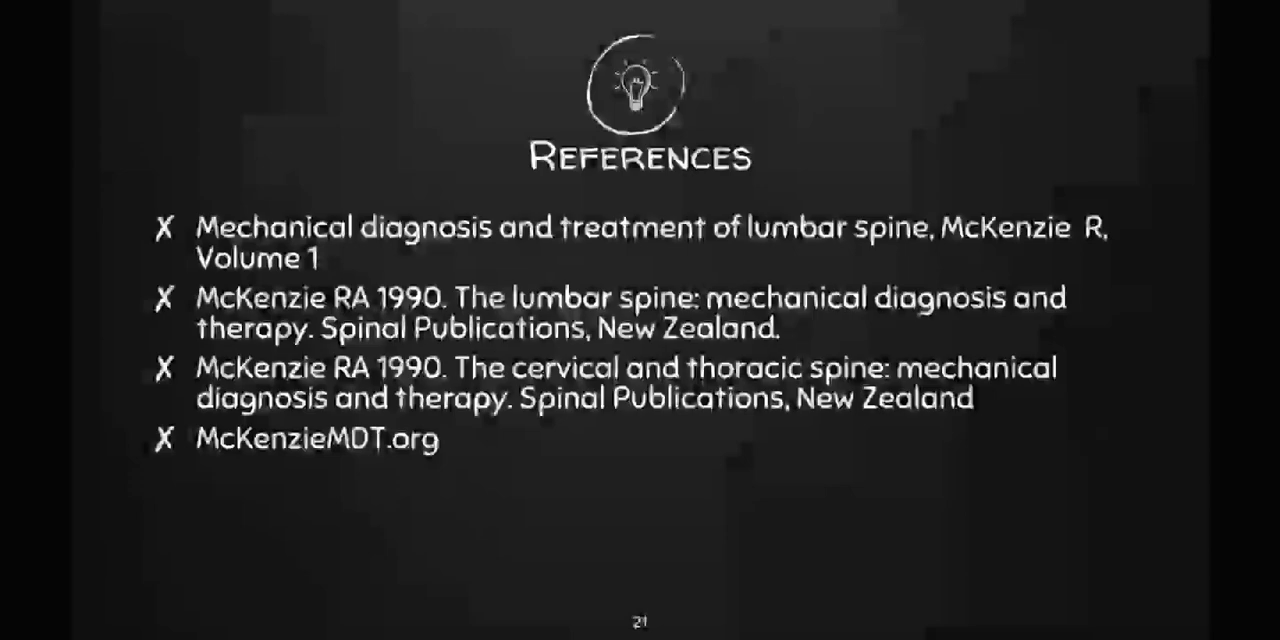 References
✗ Mechanical diagnosis and treatment of lumbar spine, McKenzie R,
Volume 1
✗ McKenzie RA 1990. The lumbar spine: mechanical diagnosis and
therapy. Spinal Publications, New Zealand.
✗ McKenzie RA 1990. The cervical and thoracic spine: mechanical
diagnosis and therapy. Spinal Publications, New Zealand
✗ McKenzieMDT.org
21